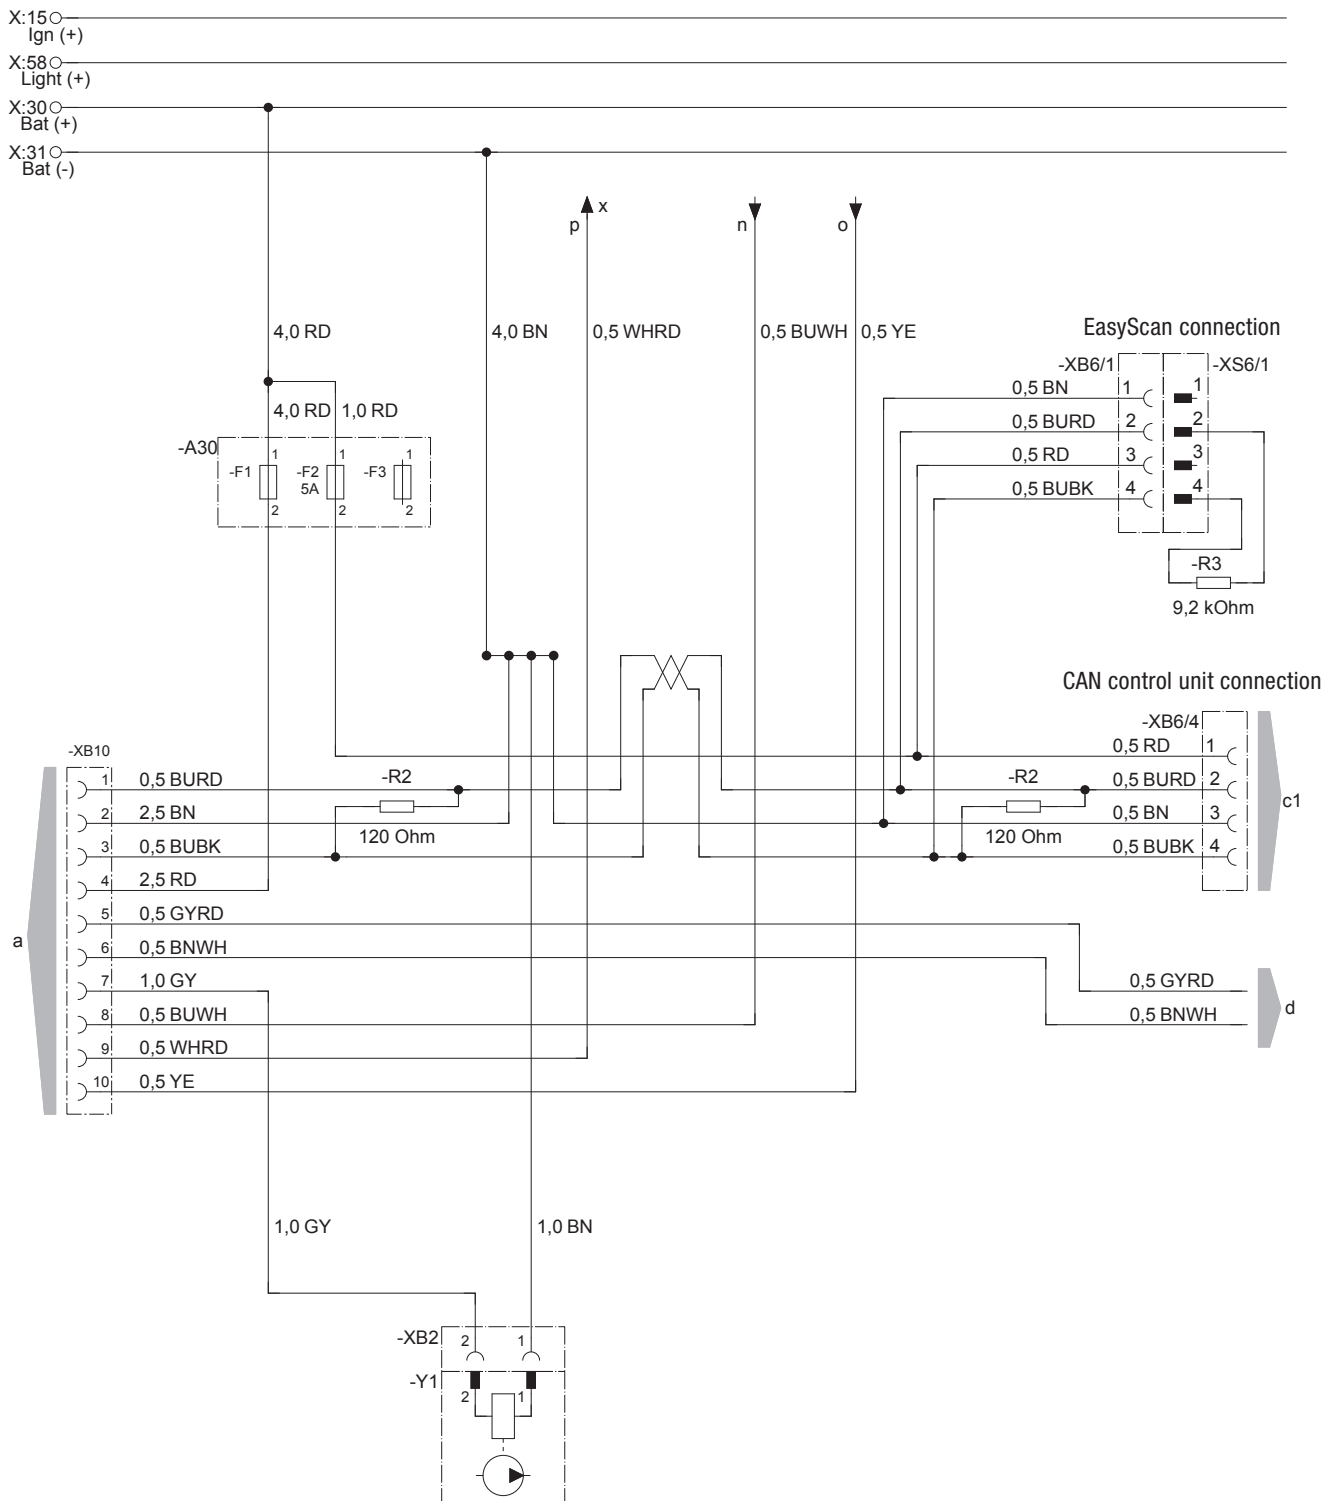 X:15
Ign (+)
X:58
Light (+)
X:30
Bat (+)
X:31
Bat (-)
p x n o
4,0 RD 4,0 BN 0,5 WHRD 0,5 BUWH 0,5 YE
EasyScan connection
-XB6/1 -XS6/1
0,5 BN 1 1
0,5 BURD 2 2
0,5 RD 3 3
0,5 BUBK 4 4
-R3
9,2 kOhm
4,0 RD 1,0 RD
-A30
1 1 1
-F1 -F2 -F3
5A
2 2 2
CAN control unit connection
-XB6/4
0,5 RD 1
0,5 BURD 2
0,5 BN 3
0,5 BUBK 4
c1
-XB10
1 0,5 BURD
2 2,5 BN
3 0,5 BUBK
4 2,5 RD
5 0,5 GYRD
6 0,5 BNWH
7 1,0 GY
8 0,5 BUWH
9 0,5 WHRD
10 0,5 YE
a
-R2
120 Ohm
-R2
120 Ohm
0,5 GYRD
0,5 BNWH
d
1,0 GY 1,0 BN
-XB2 2 1
-Y1
2 1